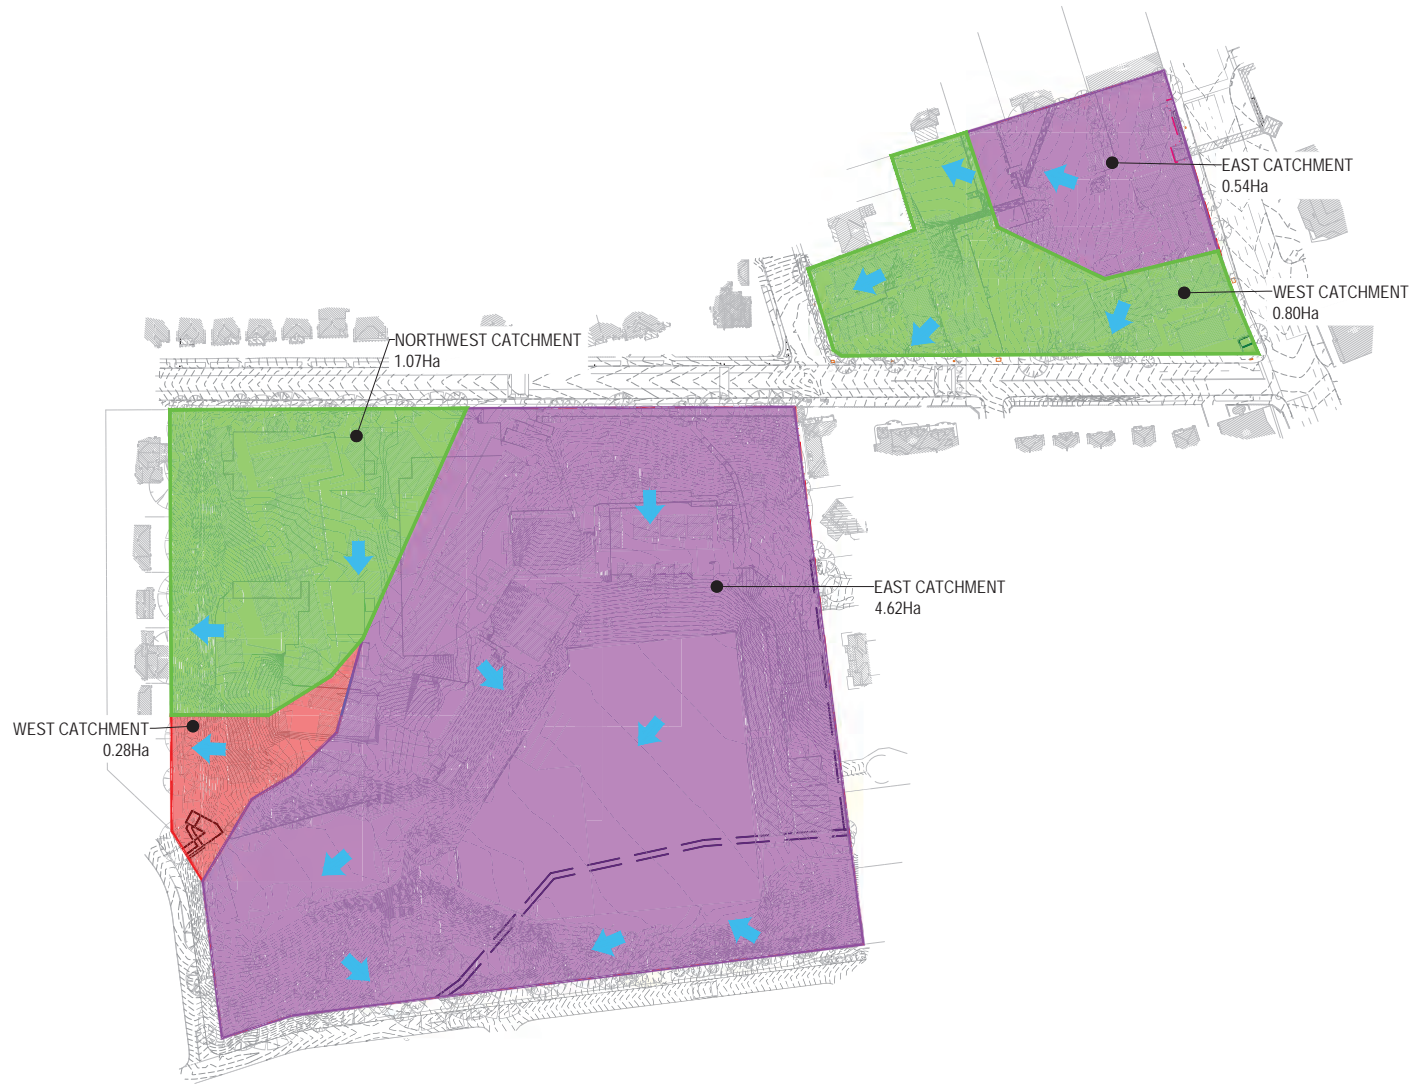 EAST CATCHMENT
0.54Ha
WEST CATCHMENT
0.80Ha
NORTHWEST CATCHMENT
1.07Ha
EAST CATCHMENT
4.62Ha
WEST CATCHMENT
0.28Ha